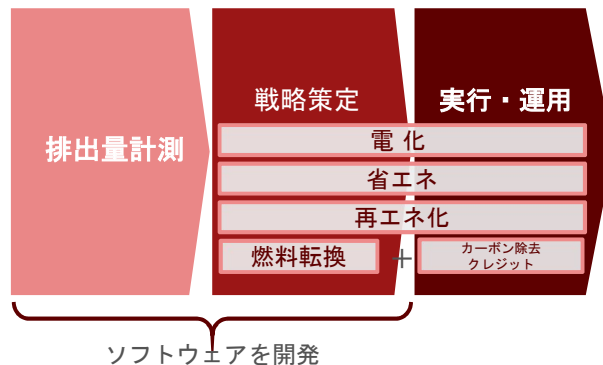 排出量計測
戦略策定
実行・運用
電化
省エネ
再エネ化
燃料転換
+
カーボン除去
クレジット
ソフトウェアを開発